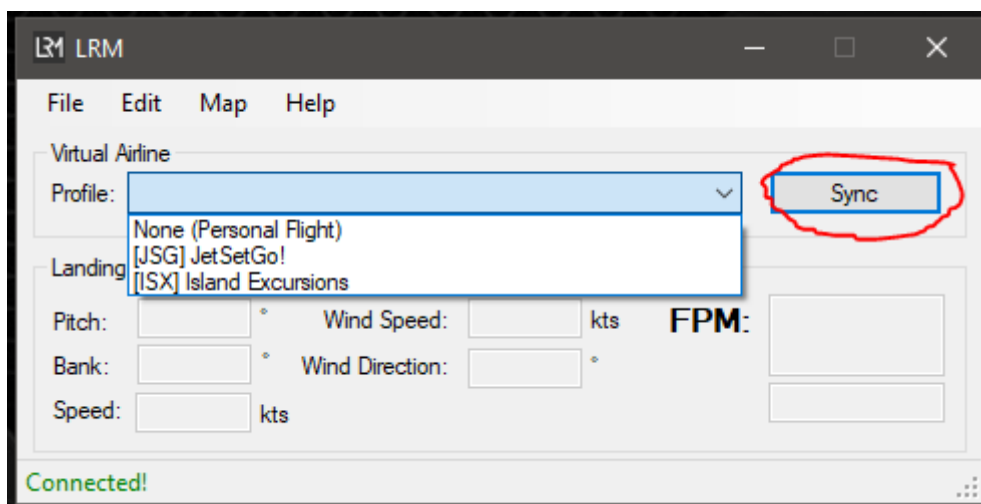 LRM LRM
File Edit Map Help
Virtual Airline
Profile: Sync
None (Personal Flight)
[JSG] JetSetGo!
[ISX] Island Excursions
Landing
Pitch: ° Wind Speed: kts FPM:
Bank: ° Wind Direction: °
Speed: kts
Connected!